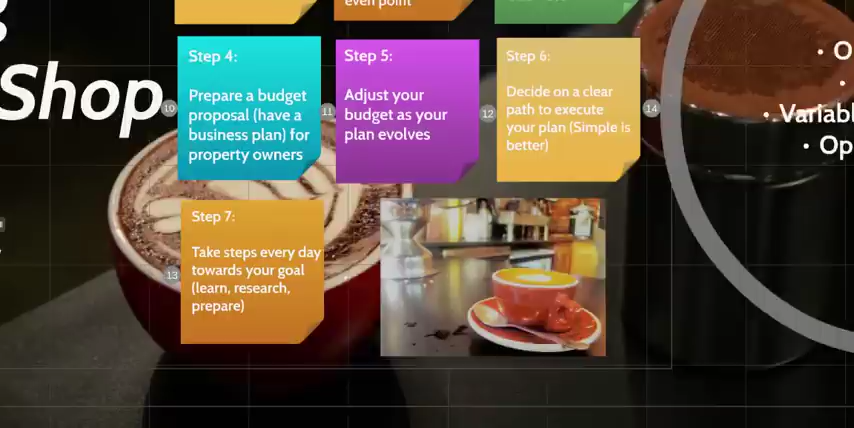 even point
Shop
Step 4:
Prepare a budget
proposal (have a
business plan) for
property owners
10
Step 5:
Adjust your
budget as your
plan evolves
11
Step 6:
Decide on a clear
path to execute
your plan (Simple is
better)
12
14
Step 7:
Take steps every day
towards your goal
(learn, research,
prepare)
13
• O
•
• Variabl
• Op